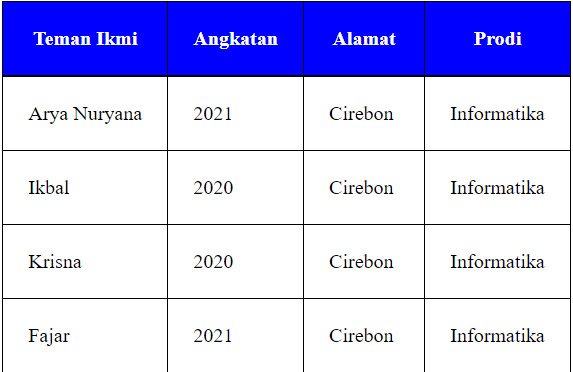 Teman Ikmi Angkatan Alamat Prodi
Arya Nuryana 2021 Cirebon Informatika
Ikbal 2020 Cirebon Informatika
Krisna 2020 Cirebon Informatika
Fajar 2021 Cirebon Informatika